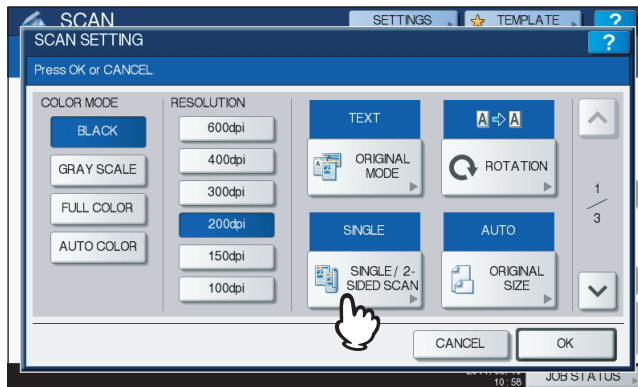 SCAN
SETTINGS
TEMPLATE
?
SCAN SETTING
?
Press OK or CANCEL.
COLOR MODE
BLACK
GRAY SCALE
FULL COLOR
AUTO COLOR
RESOLUTION
600dpi
400dpi
300dpi
200dpi
150dpi
100dpi
TEXT
ORIGINAL
MODE
A A
ROTATION
SINGLE
SINGLE / 2-
SIDED SCAN
AUTO
ORIGINAL
SIZE
1
3
CANCEL
OK
10 : 58
JOB STATUS